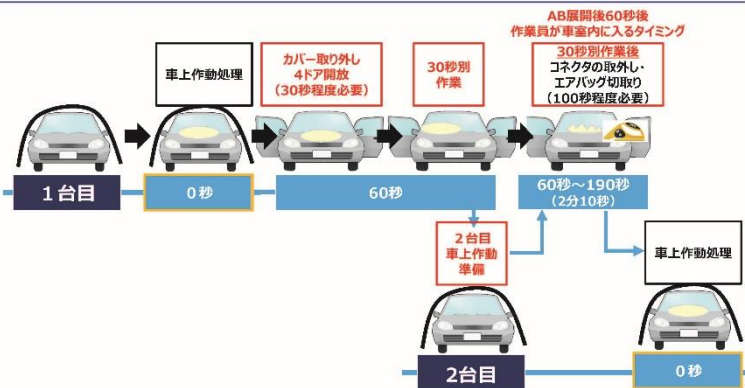 AB展開後60秒後
作業員が車室内に入るタイミング
車上作動処理
カバー取り外し
4ドア開放
(30秒程度必要)
30秒別
作業
30秒別作業後
コネクタの取外し・
エアバッグ切取り
(100秒程度必要)
1台目
0秒
60秒
60秒~190秒
(2分10秒)
2台目
車上作動
準備
車上作動処理
2台目
0秒